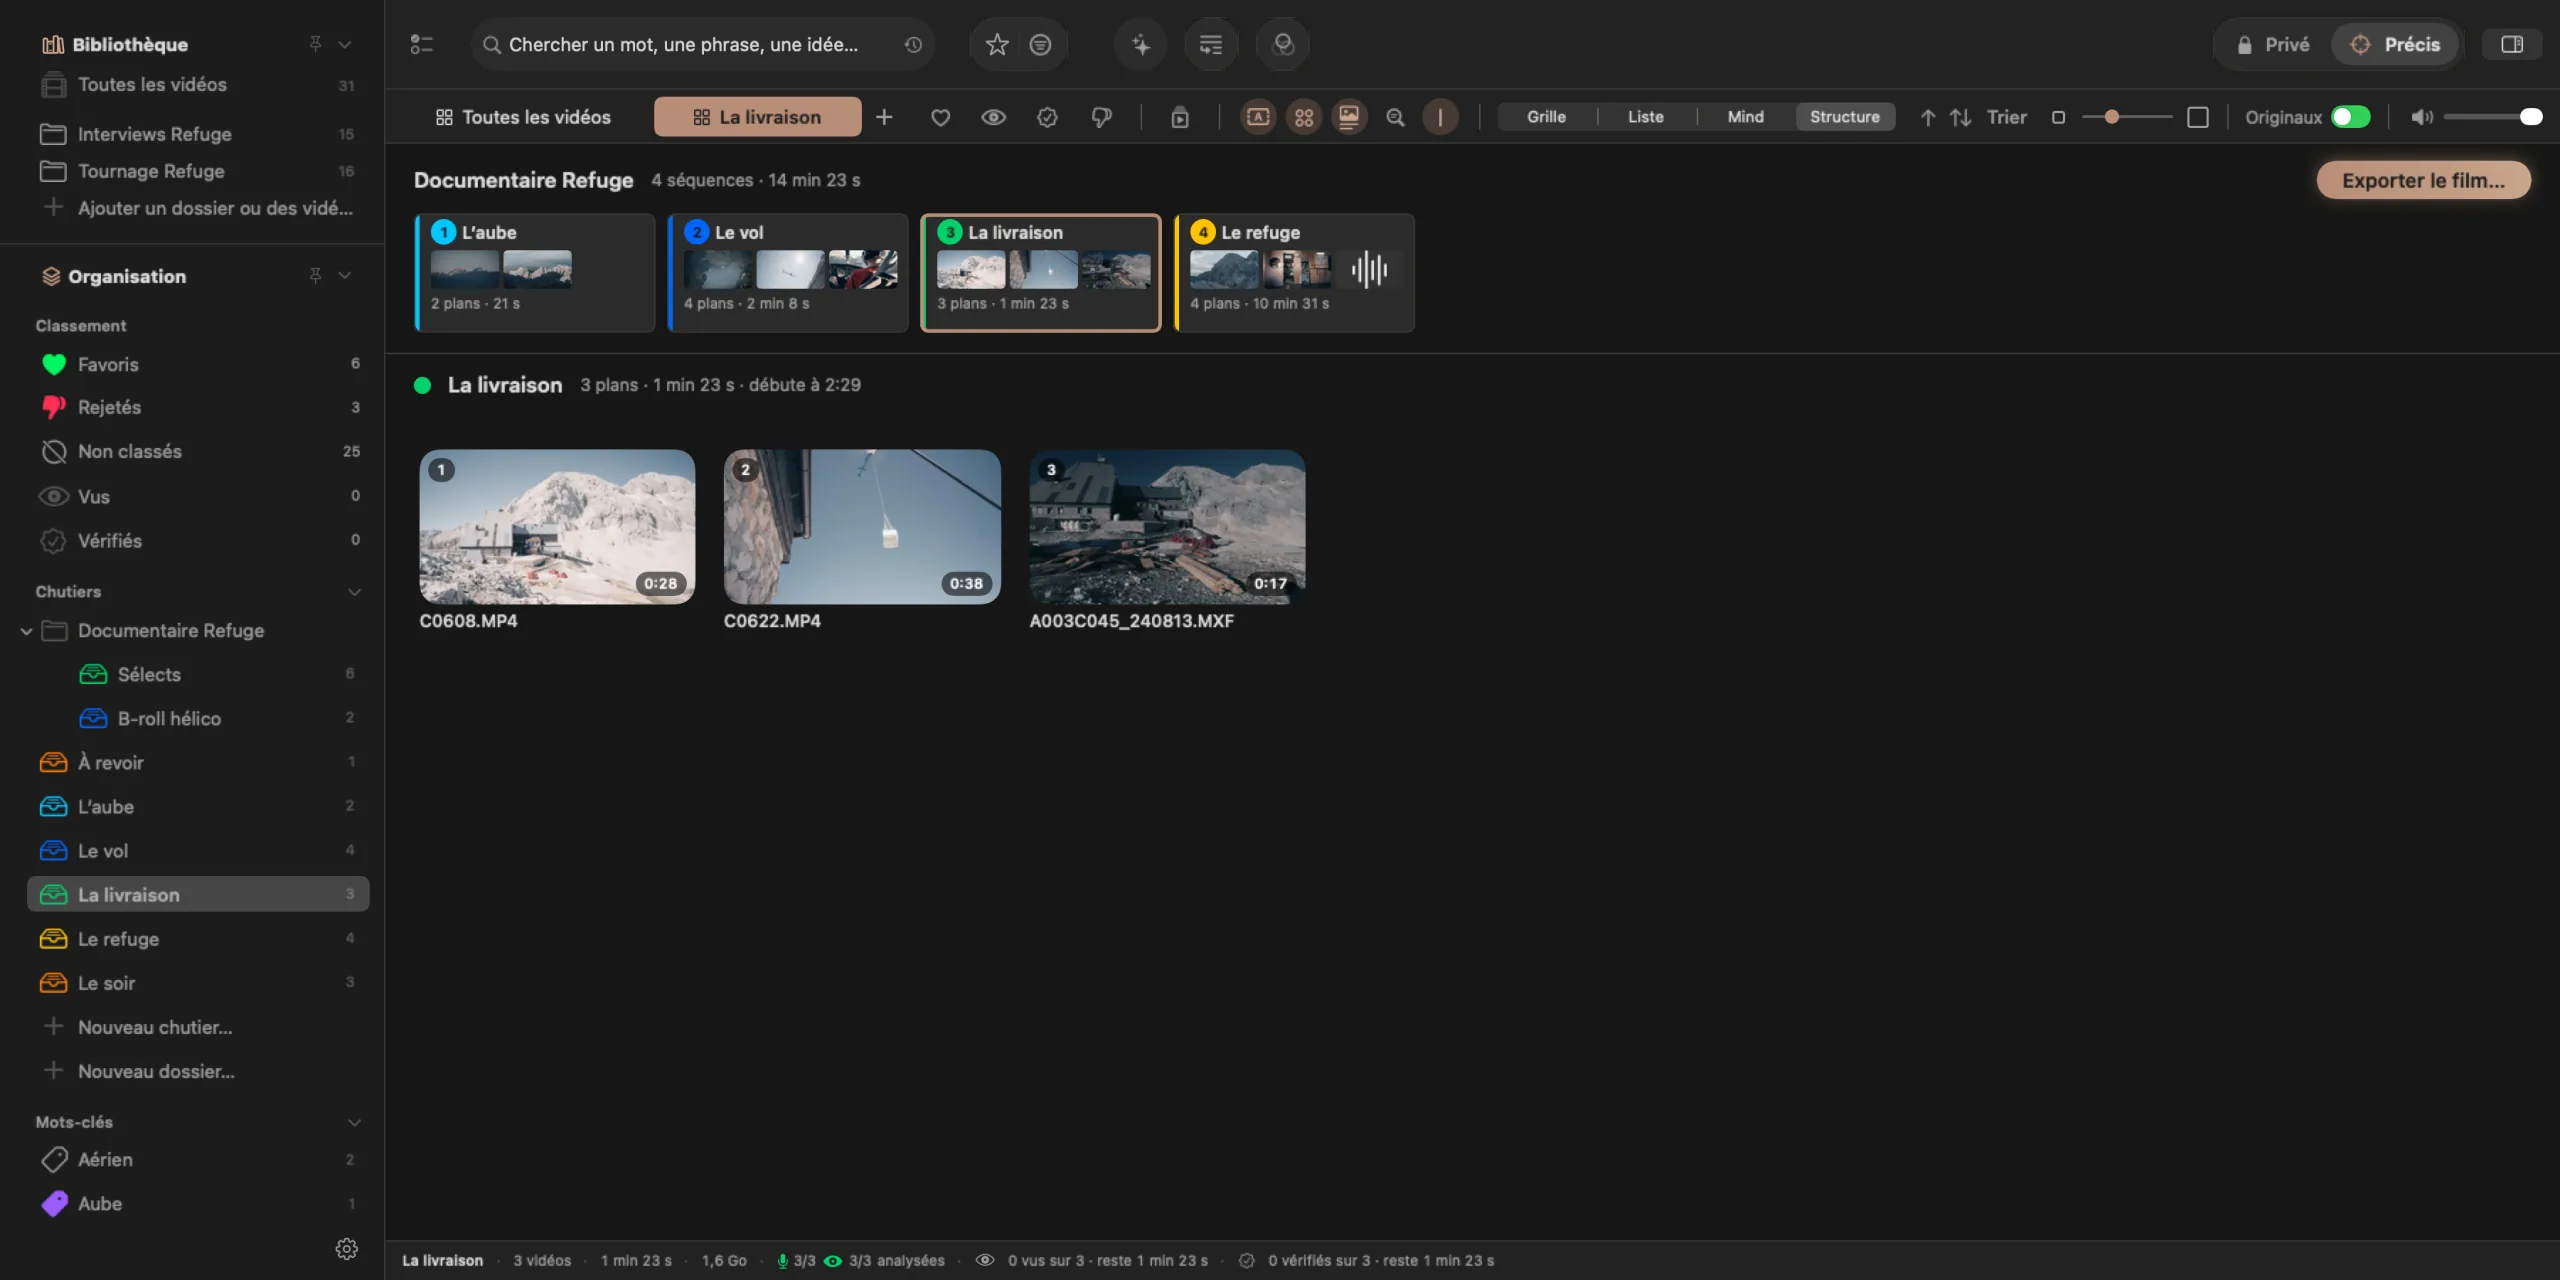 Bibliothèque
Toutes les vidéos 31
Interviews Refuge 15
Tournage Refuge 16
Ajouter un dossier ou des vidé...
Organisation
Classement
Favoris 6
Rejetés 3
Non classés 25
Vus 0
Vérifiés 0
Chutiers
Documentaire Refuge
Sélects 6
B-roll hélico 2
À revoir 1
L'aube 2
Le vol 4
La livraison 3
Le refuge 4
Le soir 3
Nouveau chutier...
Nouveau dossier...
Mots-clés
Aérien 2
Aube 1
Chercher un mot, une phrase, une idée...
Privé Précis
Toutes les vidéos La livraison
A
Grille Liste Mind Structure
Trier
Originaux
Documentaire Refuge 4 séquences · 14 min 23 s
Exporter le film...
1 L'aube
2 plans · 21 s
2 Le vol
4 plans · 2 min 8 s
3 La livraison
3 plans · 1 min 23 s
4 Le refuge
4 plans · 10 min 31 s
La livraison 3 plans · 1 min 23 s · débute à 2:29
1
0:28
C0608.MP4
2
0:38
C0622.MP4
3
0:17
A003C045_240813.MXF
La livraison · 3 vidéos · 1 min 23 s · 1,6 Go · 3/3 3/3 analysées · 0 vus sur 3 · reste 1 min 23 s · 0 vérifiés sur 3 · reste 1 min 23 s